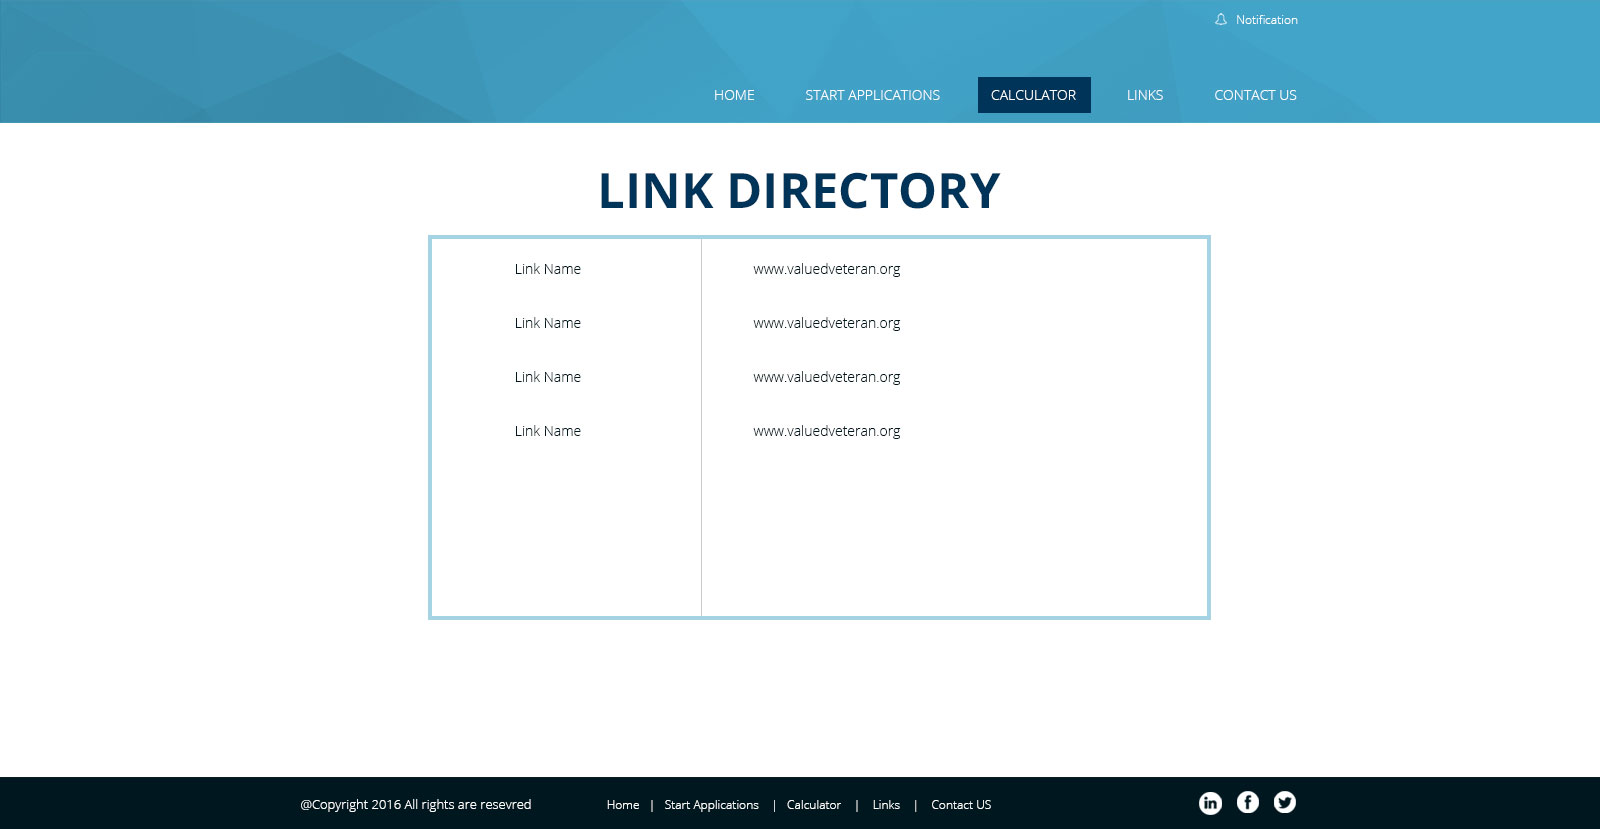 Notification
HOME START APPLICATIONS CALCULATOR LINKS CONTACT US
LINK DIRECTORY
Link Name www.valuedveteran.org
Link Name www.valuedveteran.org
Link Name www.valuedveteran.org
Link Name www.valuedveteran.org
@Copyright 2016 All rights are resevred Home | Start Applications | Calculator | Links | Contact US in f